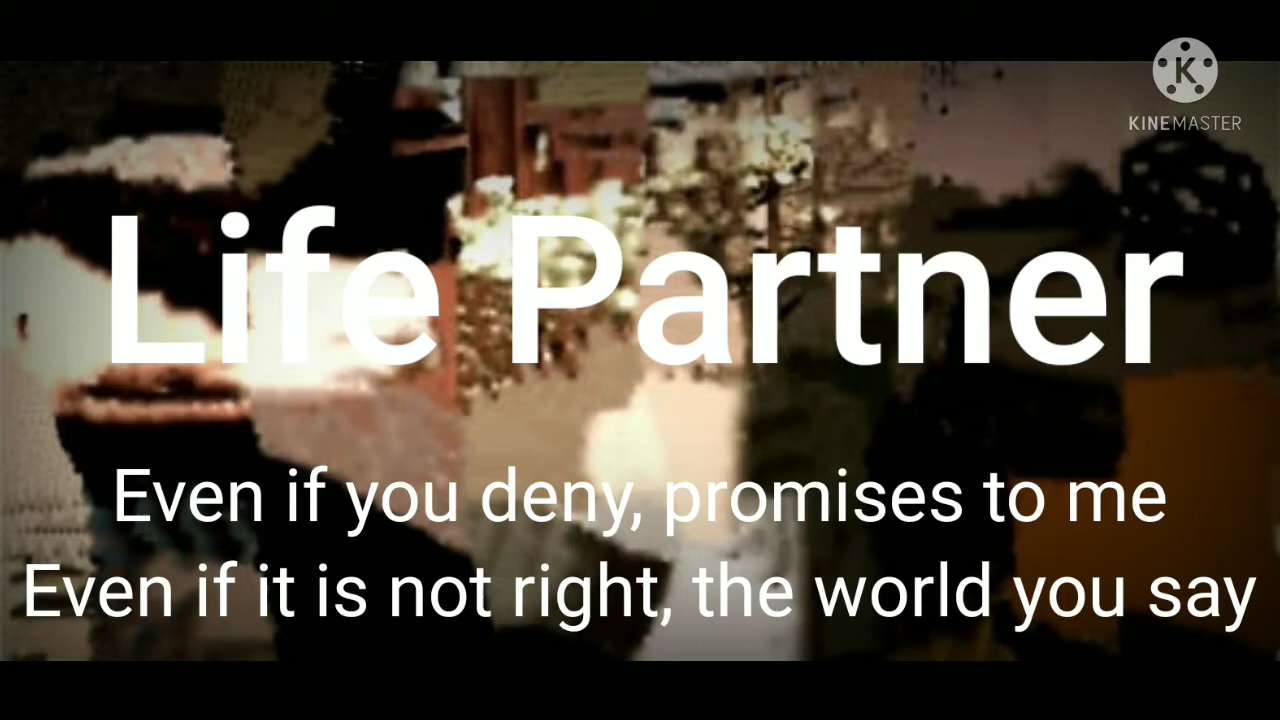 K
KINEMASTER
Life Partner
Even if you deny, promises to me
Even if it is not right, the world you say